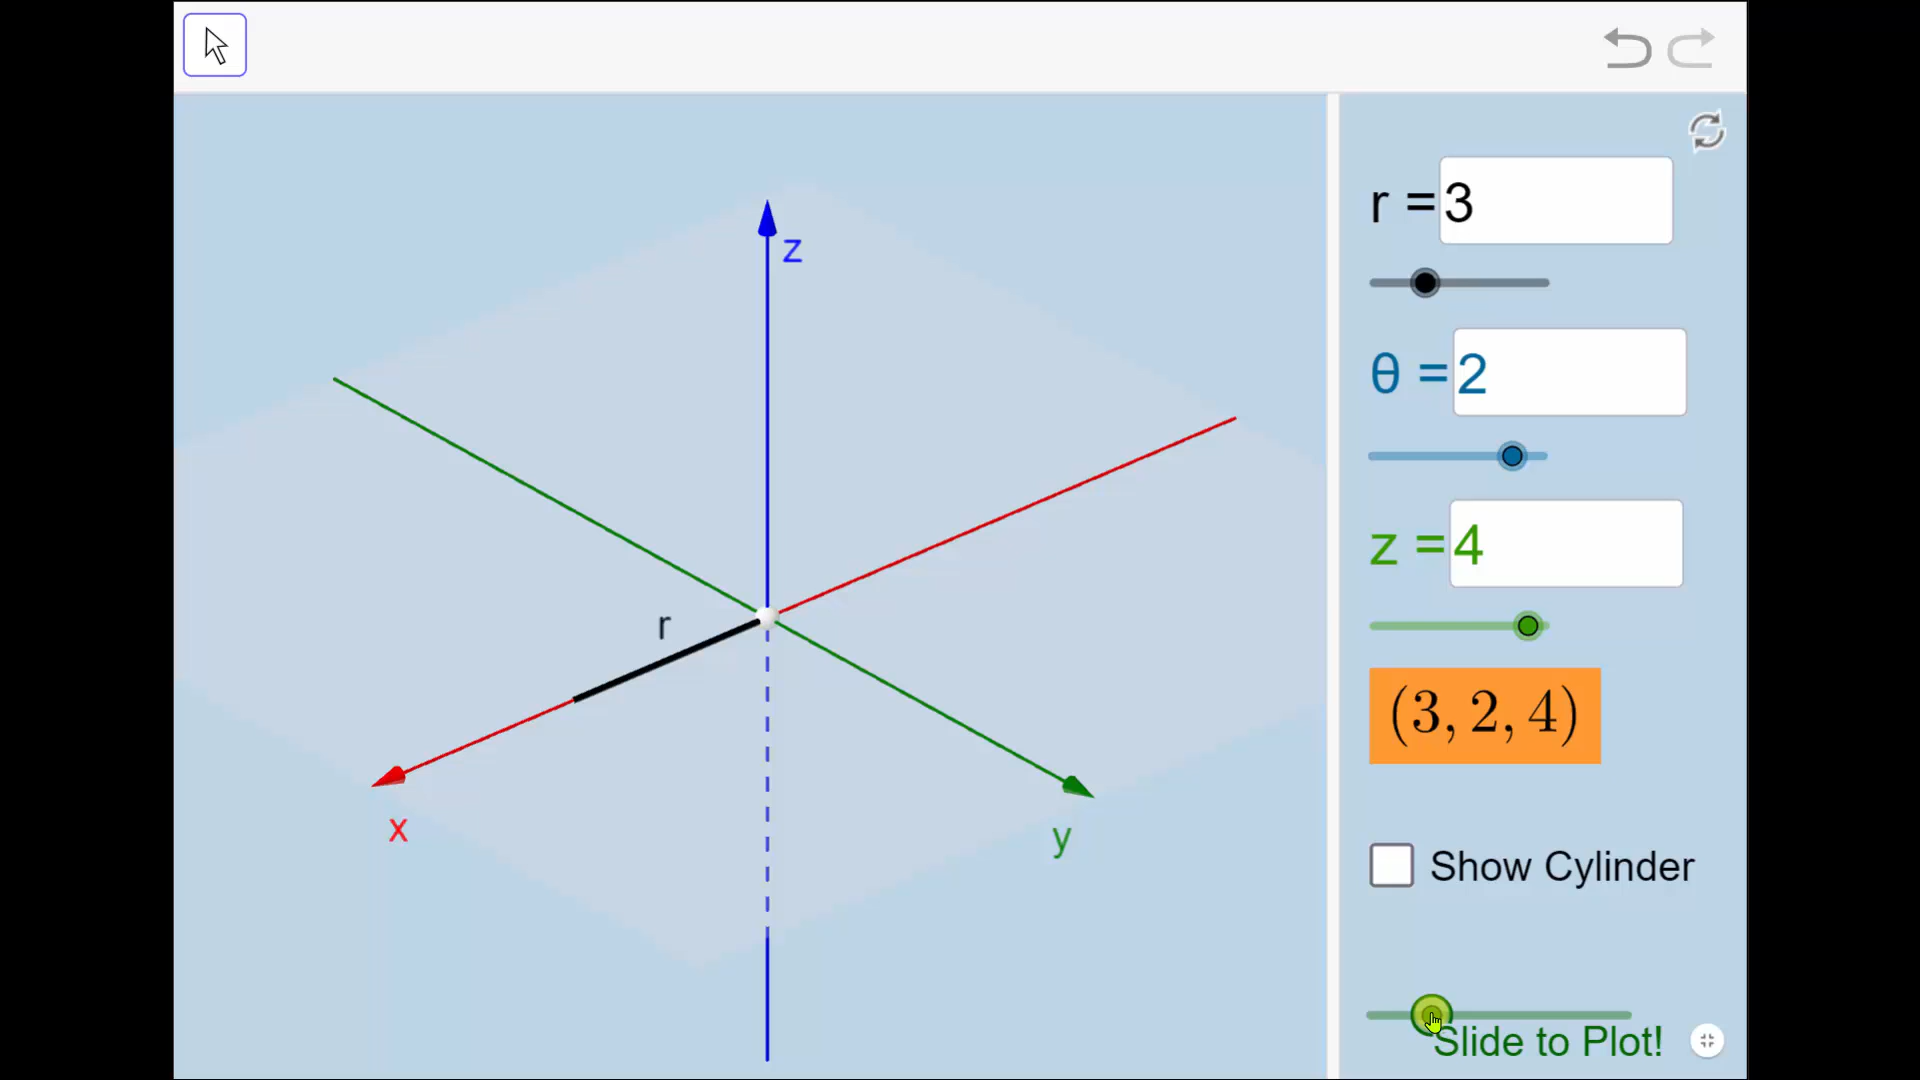 z
r
x
y
r = 3
θ = 2
z = 4
(3, 2, 4)
Show Cylinder
Slide to Plot!